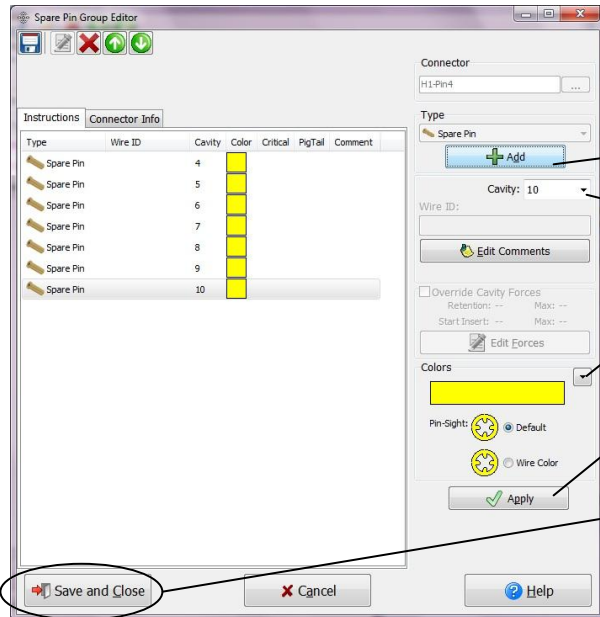 Spare Pin Group Editor
Connector
H1-Pin4
...
Instructions
Connector Info
Type
Spare Pin
Add
Type Wire ID Cavity Color Critical PigTail Comment
Spare Pin 4
Spare Pin 5
Spare Pin 6
Spare Pin 7
Spare Pin 8
Spare Pin 9
Spare Pin 10
Cavity: 10
Wire ID:
Edit Comments
Override Cavity Forces
Retention: -- Max: --
Start Insert: -- Max: --
Edit Forces
Colors
Pin-Sight: Default
Wire Color
Apply
Save and Close
Cancel
Help